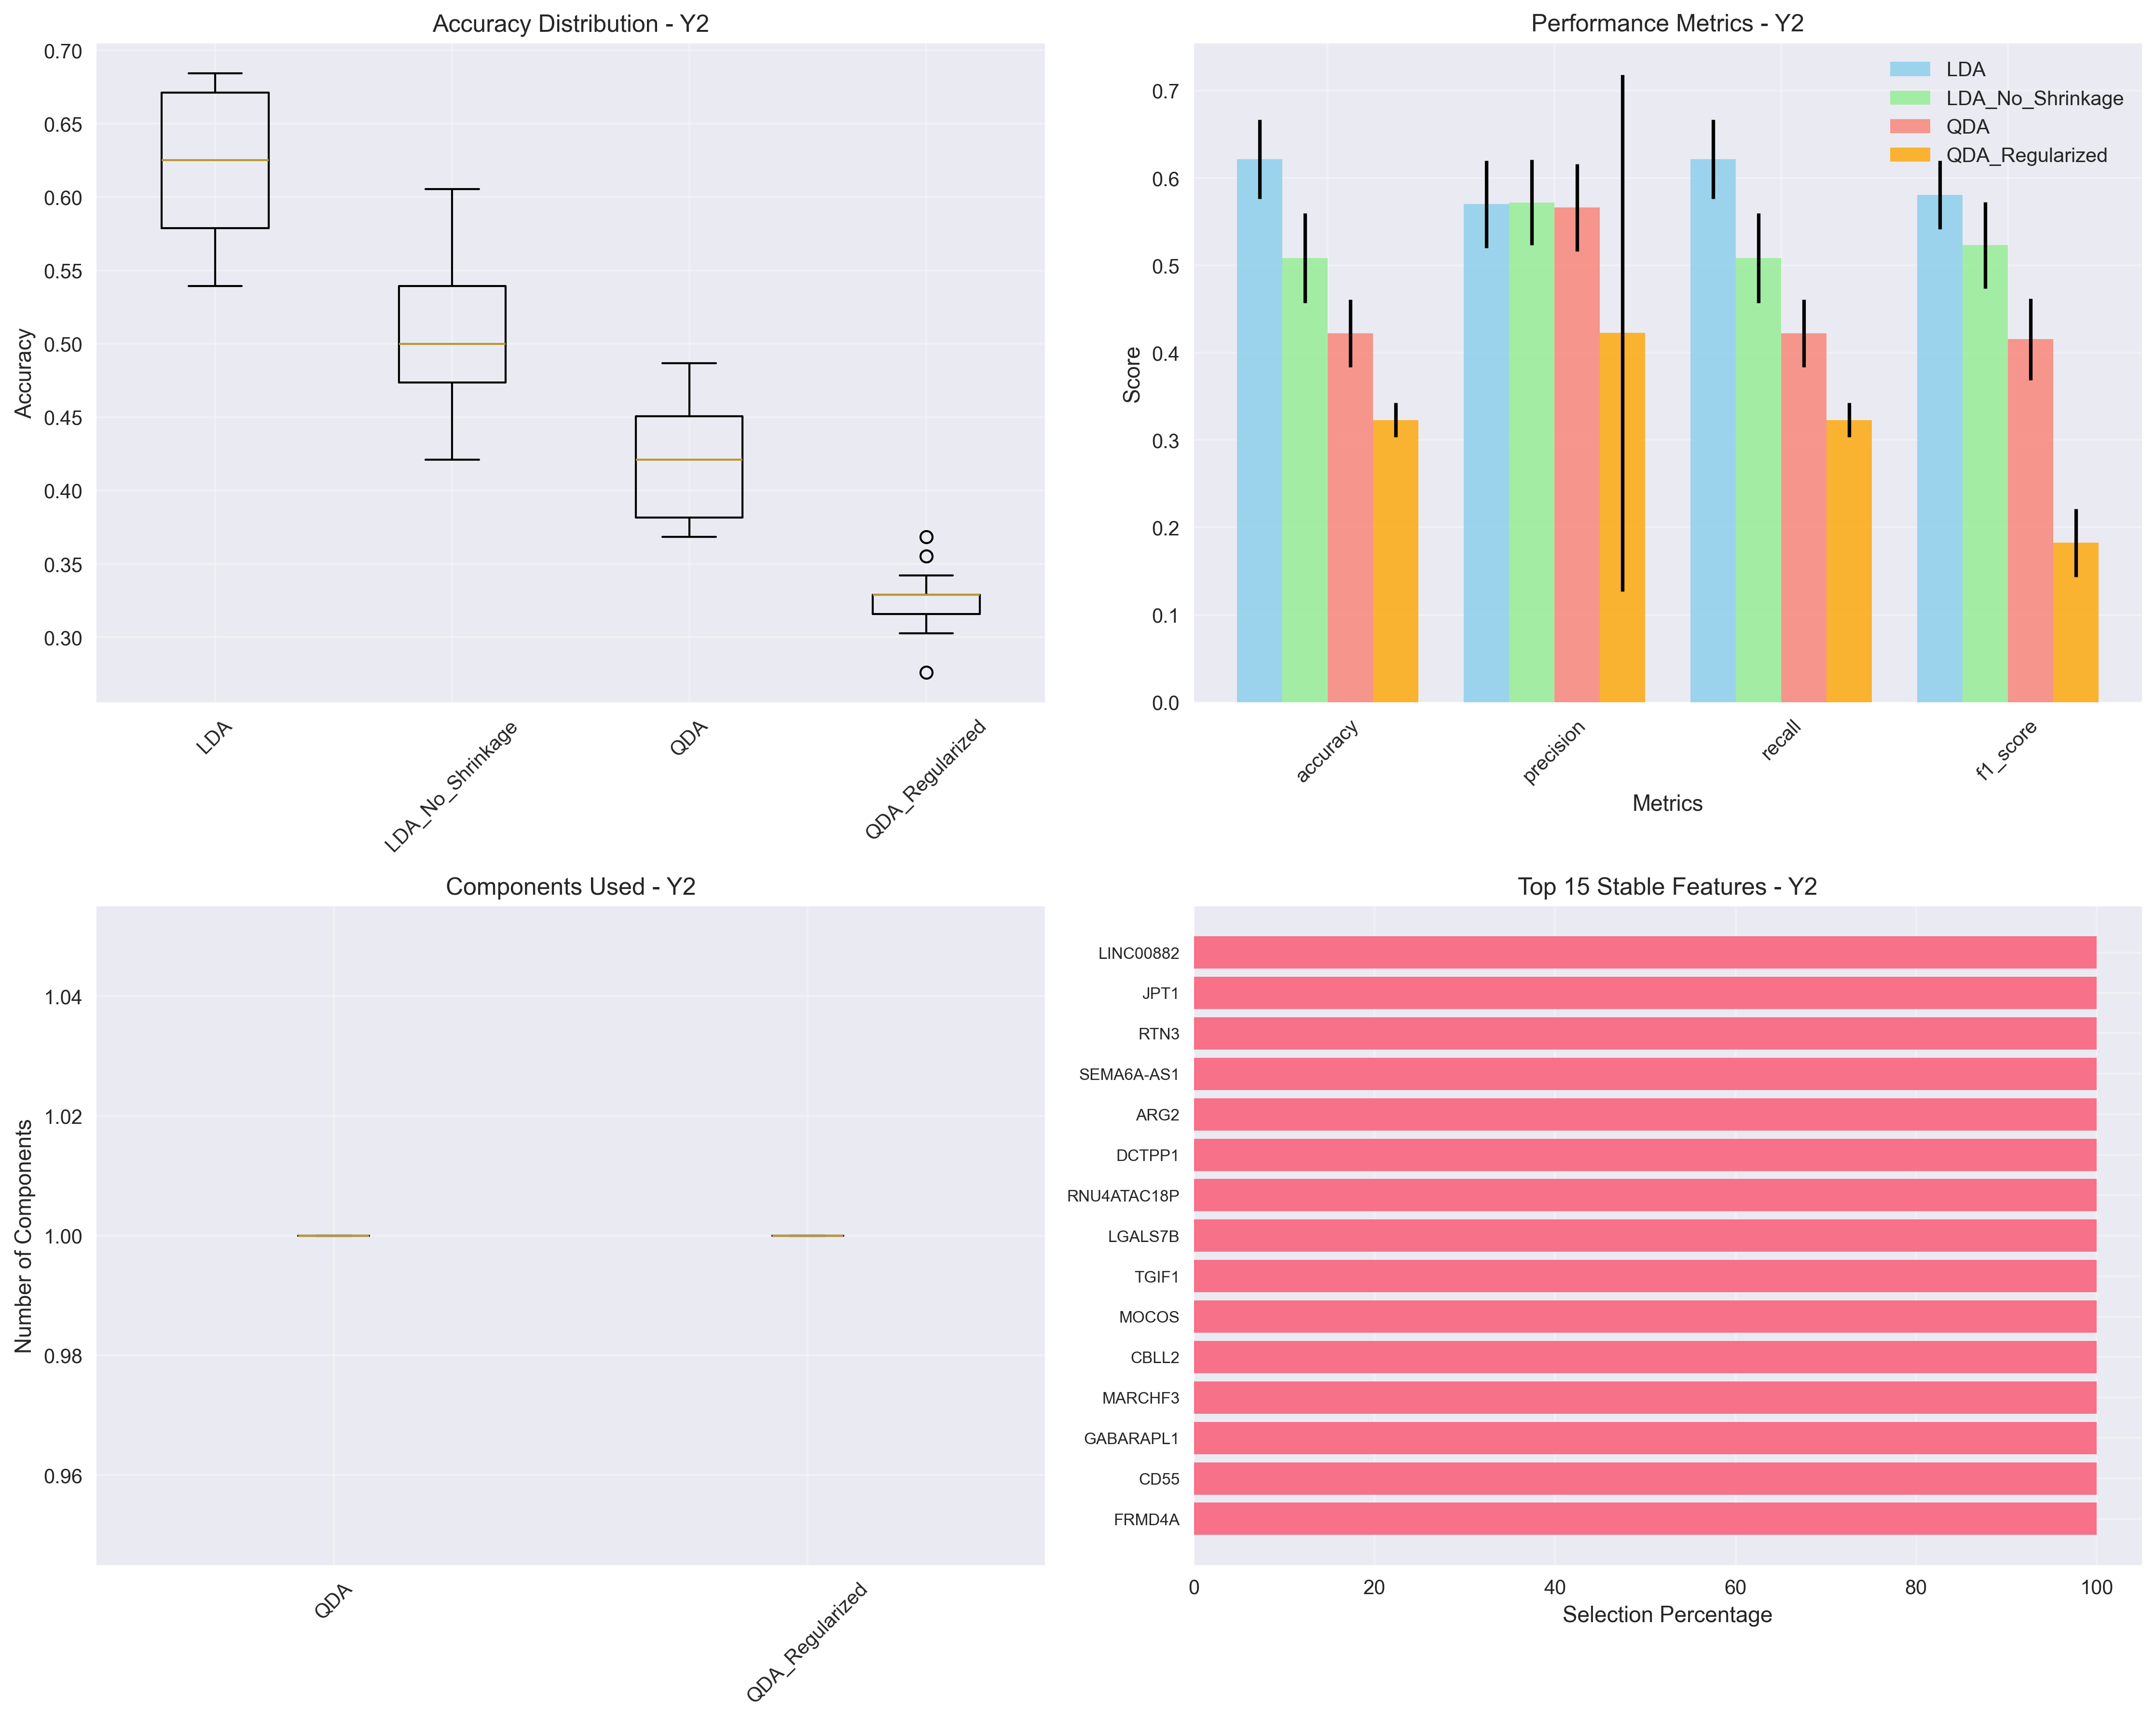 Accuracy Distribution - Y2
0.70
0.65
0.60
0.55
0.50
0.45
0.40
0.35
0.30
Accuracy
LDA
LDA_No_Shrinkage
QDA
QDA_Regularized
Performance Metrics - Y2
LDA
LDA_No_Shrinkage
QDA
QDA_Regularized
0.7
0.6
0.5
0.4
0.3
0.2
0.1
0.0
Score
accuracy
precision
recall
f1_score
Metrics
Components Used - Y2
1.04
1.02
1.00
0.98
0.96
Number of Components
QDA
QDA_Regularized
Top 15 Stable Features - Y2
LINC00882
JPT1
RTN3
SEMA6A-AS1
ARG2
DCTPP1
RNU4ATAC18P
LGALS7B
TGIF1
MOCOS
CBLL2
MARCHF3
GABARAPL1
CD55
FRMD4A
0 20 40 60 80 100
Selection Percentage